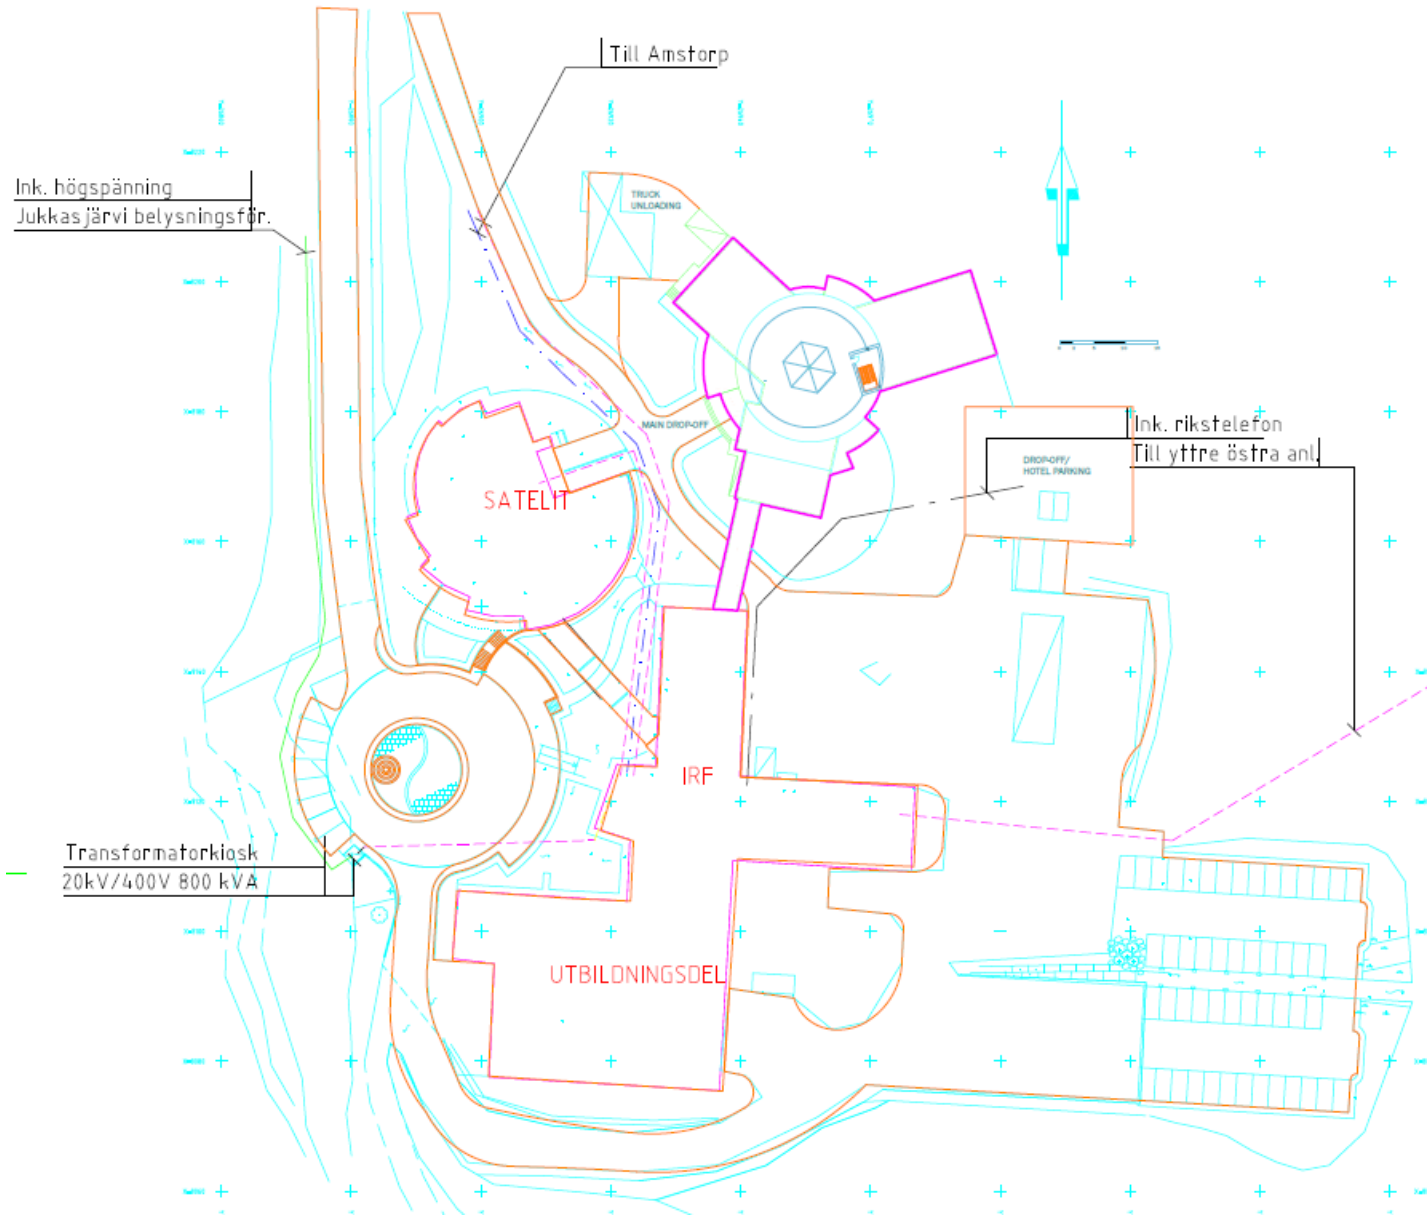 Till Amstorp
Ink. högspänning
Jukkasjärvi belysningsför.
TRUCK
UNLOADING
MAIN DROP-OFF
Ink. rikstelefon
Till yttre östra anl.
DROP-OFF/
HOTEL PARKING
SATELIT
IRF
Transformatorkiosk
20kV/400V 800 kVA
UTBILDNINGSDEL